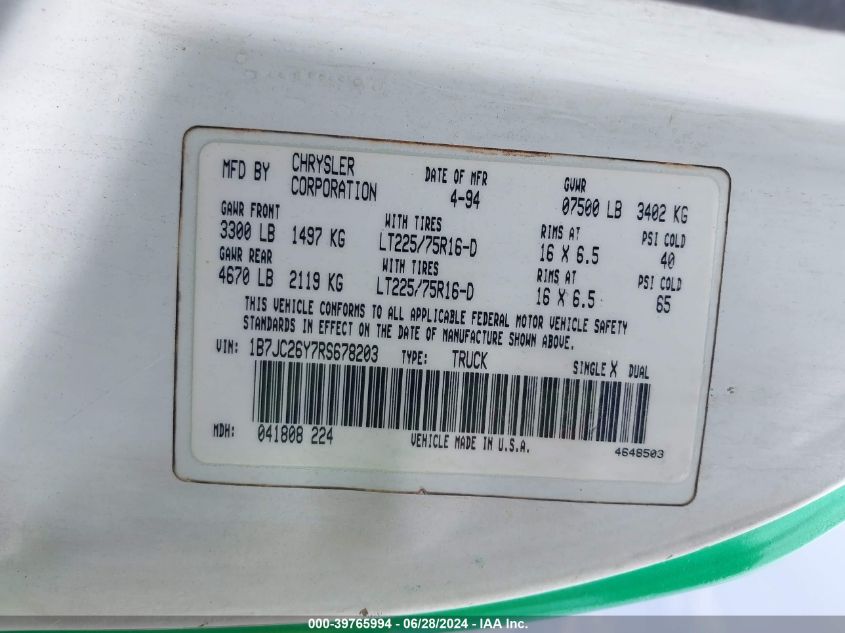 MFD BY CHRYSLER CORPORATION DATE OF MFR 4-94 GVWR 07500 LB 3402 KG
GAWR FRONT 3300 LB 1497 KG WITH TIRES LT225/75R16-D RIMS AT 16 X 6.5 PSI COLD 40
GAWR REAR 4670 LB 2119 KG WITH TIRES LT225/75R16-D RIMS AT 16 X 6.5 PSI COLD 65
THIS VEHICLE CONFORMS TO ALL APPLICABLE FEDERAL MOTOR VEHICLE SAFETY
STANDARDS IN EFFECT ON THE DATE OF MANUFACTURE SHOWN ABOVE.
VIN: 1B7JC26Y7RS678203 TYPE: TRUCK SINGLE X DUAL
MDH: 041808 224 VEHICLE MADE IN U.S.A. 4648503
000-39765994 - 06/28/2024 - IAA Inc.